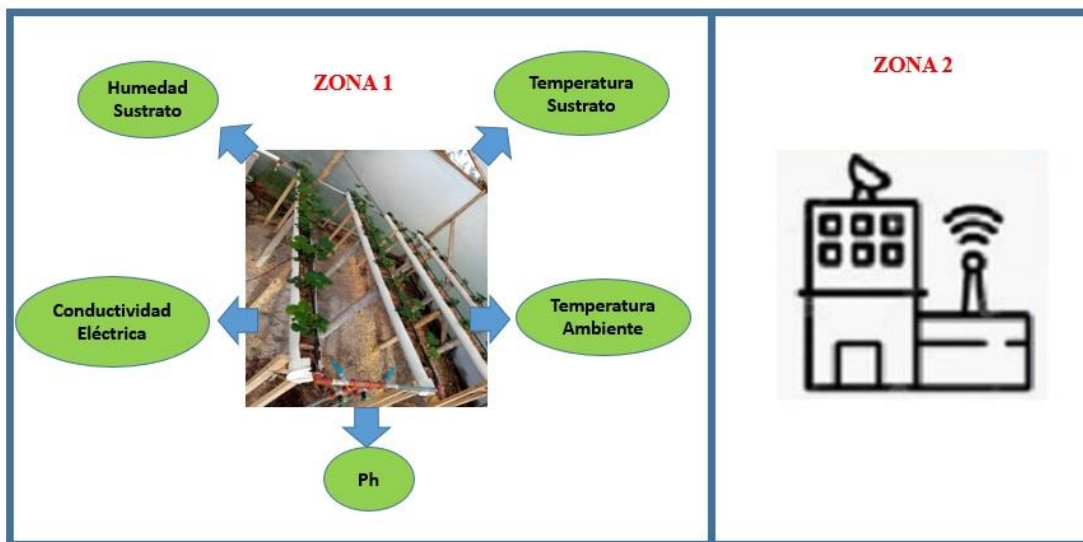 ZONA 1
Humedad
Sustrato
Temperatura
Sustrato
Conductividad
Eléctrica
Temperatura
Ambiente
Ph
ZONA 2